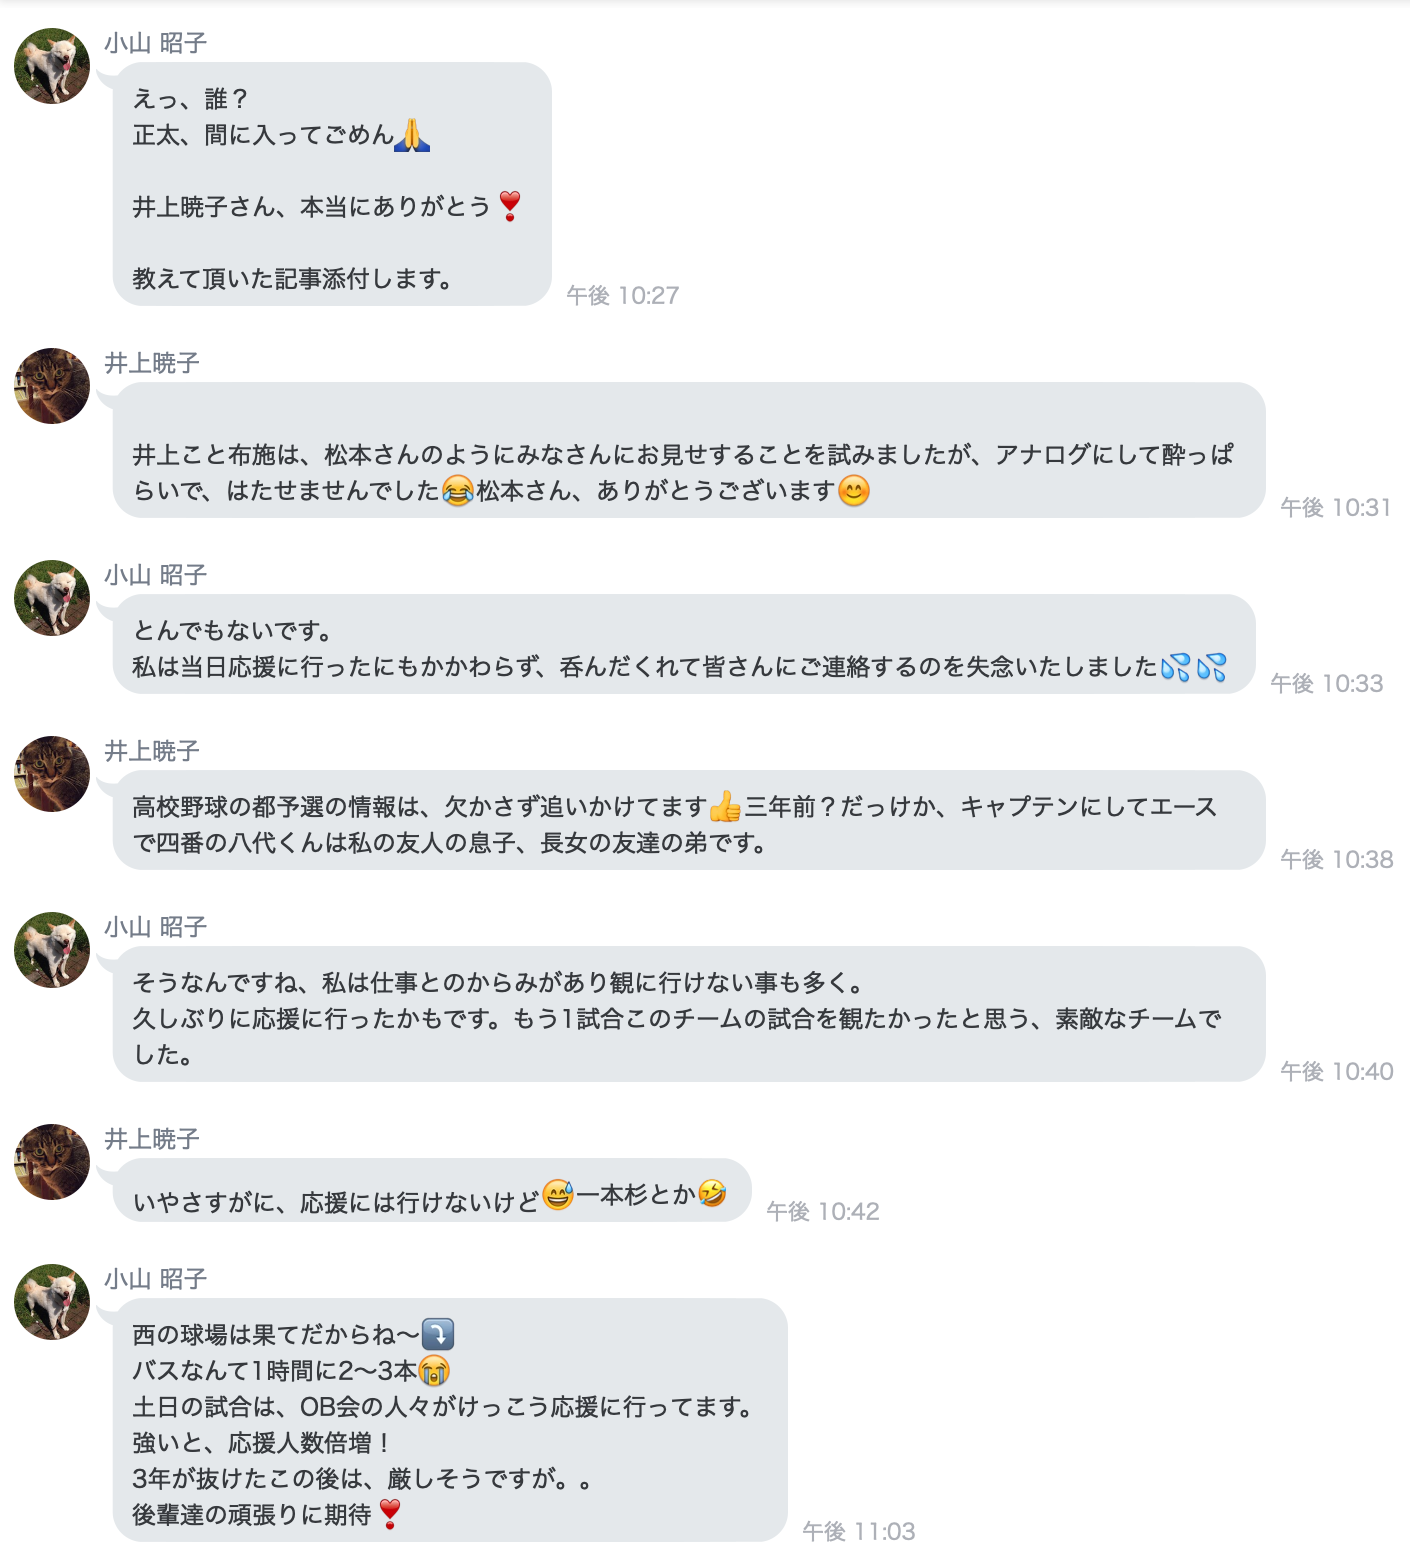 小山 昭子
えっ、誰？
正太、間に入ってごめん🙏
井上暁子さん、本当にありがとう❣️
教えて頂いた記事添付します。
午後 10:27
井上暁子
井上こと布施は、松本さんのようにみなさんにお見せすることを試みましたが、アナログにして酔っぱ
らいで、はたせませんでした😂松本さん、ありがとうございます😊
午後 10:31
小山 昭子
とんでもないです。
私は当日応援に行ったにもかかわらず、呑んだくれて皆さんにご連絡するのを失念いたしました💦💦
午後 10:33
井上暁子
高校野球の都予選の情報は、欠かさず追いかけてます👍三年前？だっけか、キャプテンにしてエース
で四番の八代くんは私の友人の息子、長女の友達の弟です。
午後 10:38
小山 昭子
そうなんですね、私は仕事とのからみがあり観に行けない事も多く。
久しぶりに応援に行ったかもです。もう1試合このチームの試合を観たかったと思う、素敵なチームで
した。
午後 10:40
井上暁子
いやさすがに、応援には行けないけど😅一本杉とか🤣
午後 10:42
小山 昭子
西の球場は果てだからね〜⤵️
バスなんて1時間に2〜3本😭
土日の試合は、OB会の人々がけっこう応援に行ってます。
強いと、応援人数倍増！
3年が抜けたこの後は、厳しそうですが。。
後輩達の頑張りに期待❣️
午後 11:03